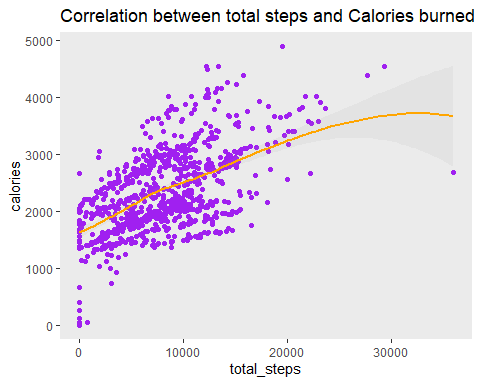 Correlation between total steps and Calories burned
5000
4000
3000
2000
1000
0
calories
0 10000 20000 30000
total_steps